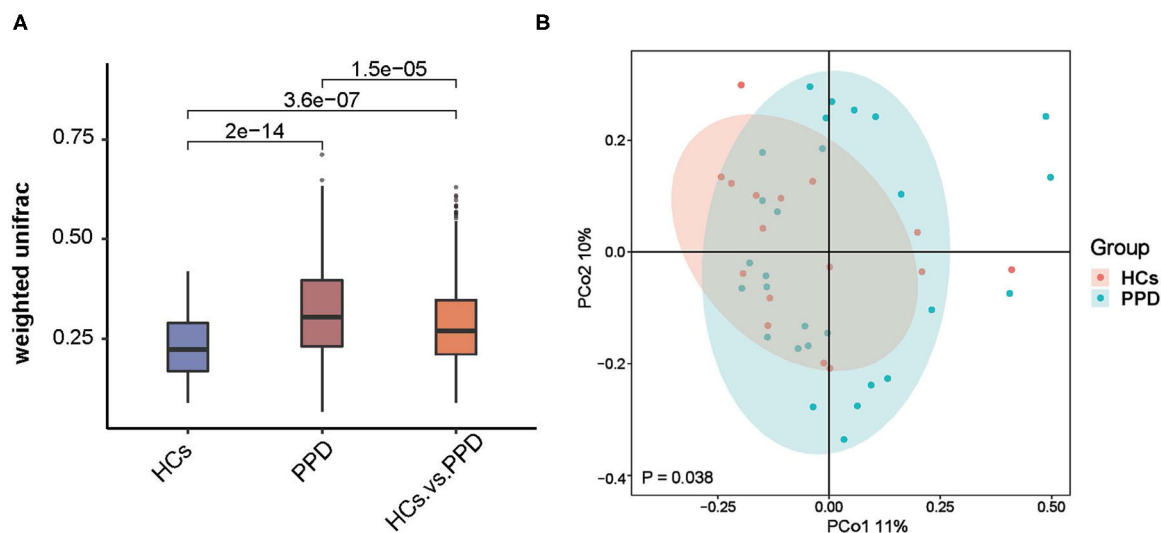 A
weighted unifrac
0.75
0.50
0.25
1.5e−05
3.6e−07
2e−14
HCs
PPD
HCs.vs.PPD
B
PCo2 10%
0.2
0.0
−0.2
−0.4
P = 0.038
−0.25
0.00
0.25
0.50
PCo1 11%
Group
HCs
PPD